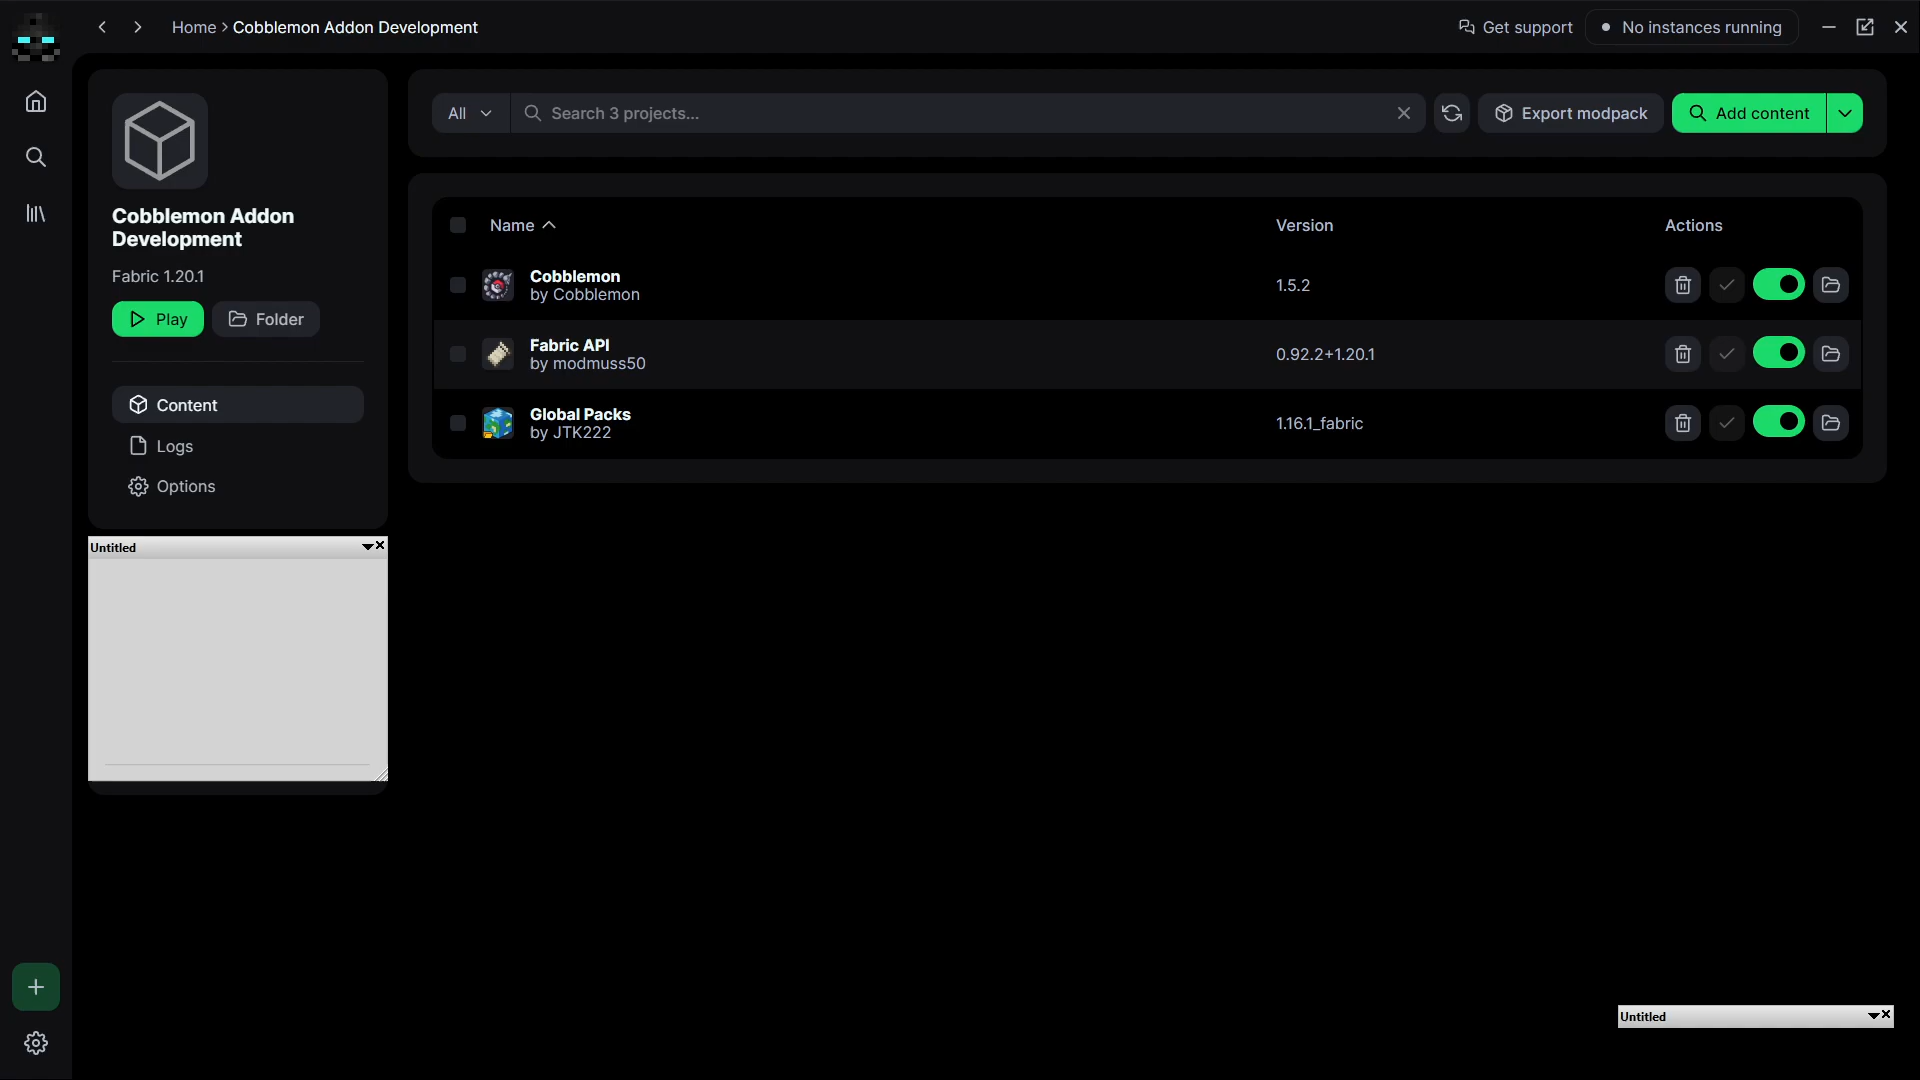 Home › Cobblemon Addon Development
Get support
No instances running
Cobblemon Addon
Development
Fabric 1.20.1
Play
Folder
Content
Logs
Options
Untitled
All
Search 3 projects...
Export modpack
Add content
Name
Version
Actions
Cobblemon
by Cobblemon
1.5.2
Fabric API
by modmuss50
0.92.2+1.20.1
Global Packs
by JTK222
1.16.1_fabric
Untitled